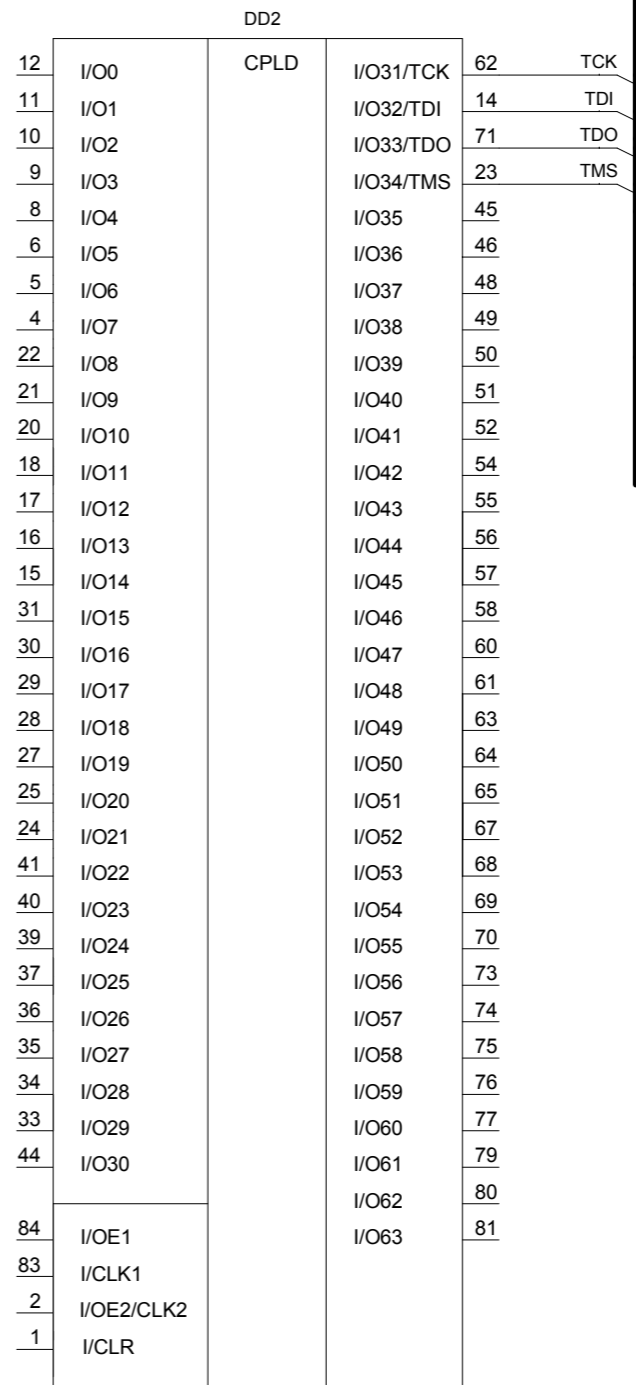 DD2
CPLD
12 I/O0 I/O31/TCK 62 TCK
11 I/O1 I/O32/TDI 14 TDI
10 I/O2 I/O33/TDO 71 TDO
9 I/O3 I/O34/TMS 23 TMS
8 I/O4 I/O35 45
6 I/O5 I/O36 46
5 I/O6 I/O37 48
4 I/O7 I/O38 49
22 I/O8 I/O39 50
21 I/O9 I/O40 51
20 I/O10 I/O41 52
18 I/O11 I/O42 54
17 I/O12 I/O43 55
16 I/O13 I/O44 56
15 I/O14 I/O45 57
31 I/O15 I/O46 58
30 I/O16 I/O47 60
29 I/O17 I/O48 61
28 I/O18 I/O49 63
27 I/O19 I/O50 64
25 I/O20 I/O51 65
24 I/O21 I/O52 67
41 I/O22 I/O53 68
40 I/O23 I/O54 69
39 I/O24 I/O55 70
37 I/O25 I/O56 73
36 I/O26 I/O57 74
35 I/O27 I/O58 75
34 I/O28 I/O59 76
33 I/O29 I/O60 77
44 I/O30 I/O61 79
I/O62 80
84 I/OE1 I/O63 81
83 I/CLK1
2 I/OE2/CLK2
1 I/CLR